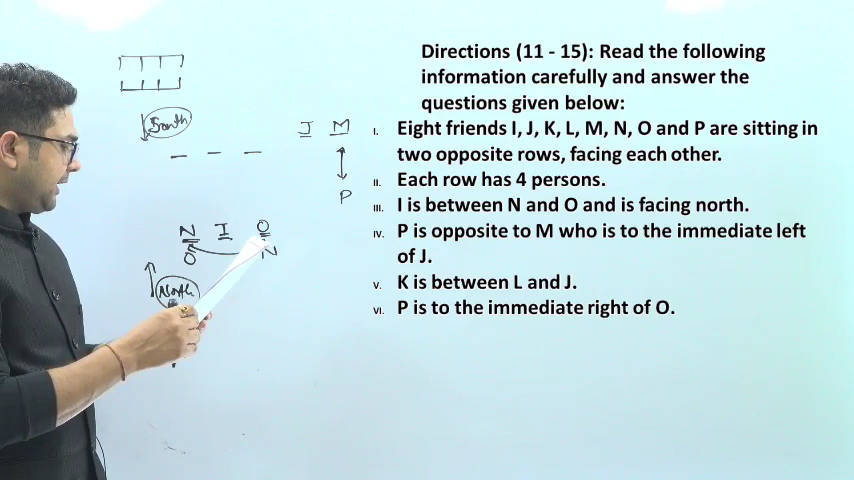 Directions (11 - 15): Read the following
information carefully and answer the
questions given below:
I. Eight friends I, J, K, L, M, N, O and P are sitting in
two opposite rows, facing each other.
II. Each row has 4 persons.
III. I is between N and O and is facing north.
IV. P is opposite to M who is to the immediate left
of J.
V. K is between L and J.
VI. P is to the immediate right of O.
South
J M
P
N I O
O N
North